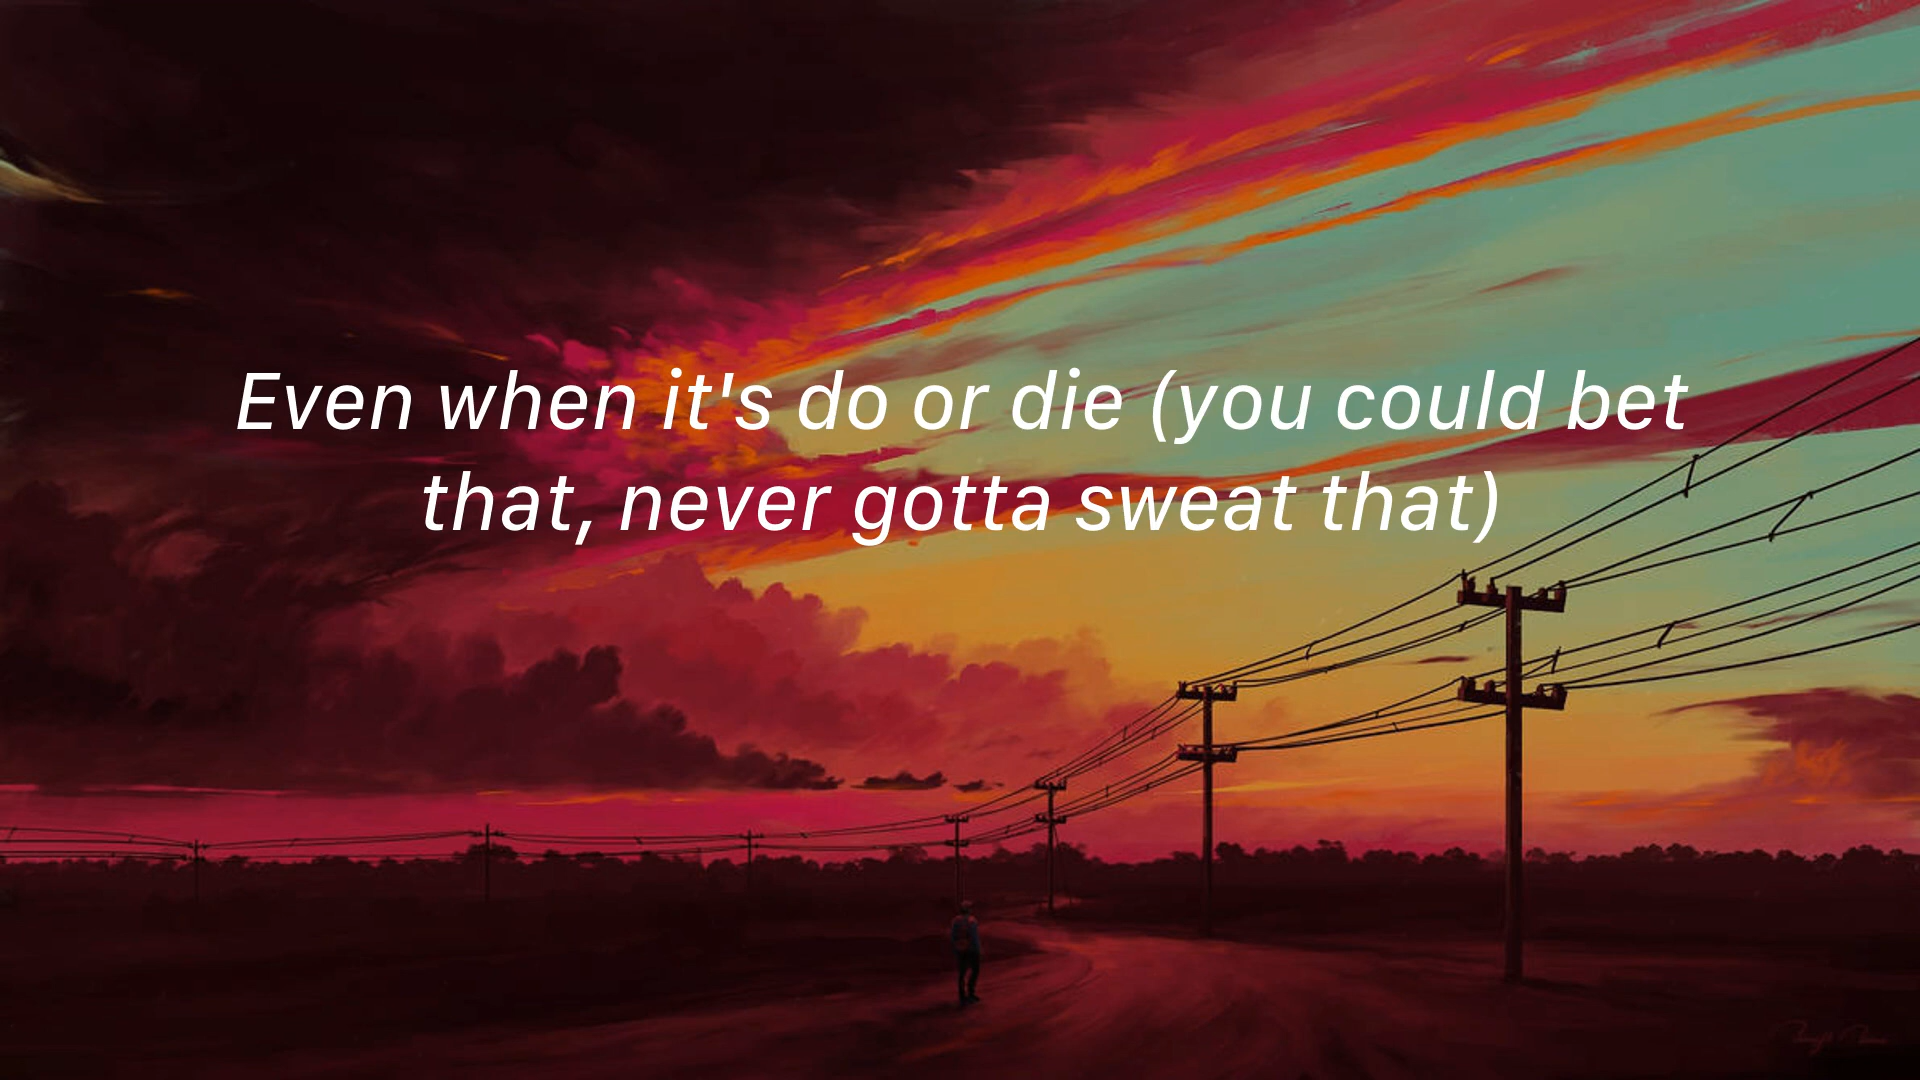 Even when it's do or die (you could bet
that, never gotta sweat that)